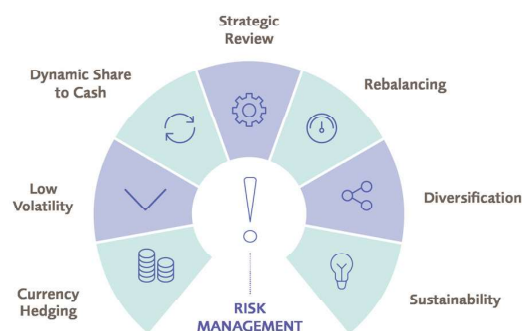 Strategic
Review
Dynamic Share
to Cash
Rebalancing
Low
Volatility
Diversification
Currency
Hedging
Sustainability
RISK
MANAGEMENT